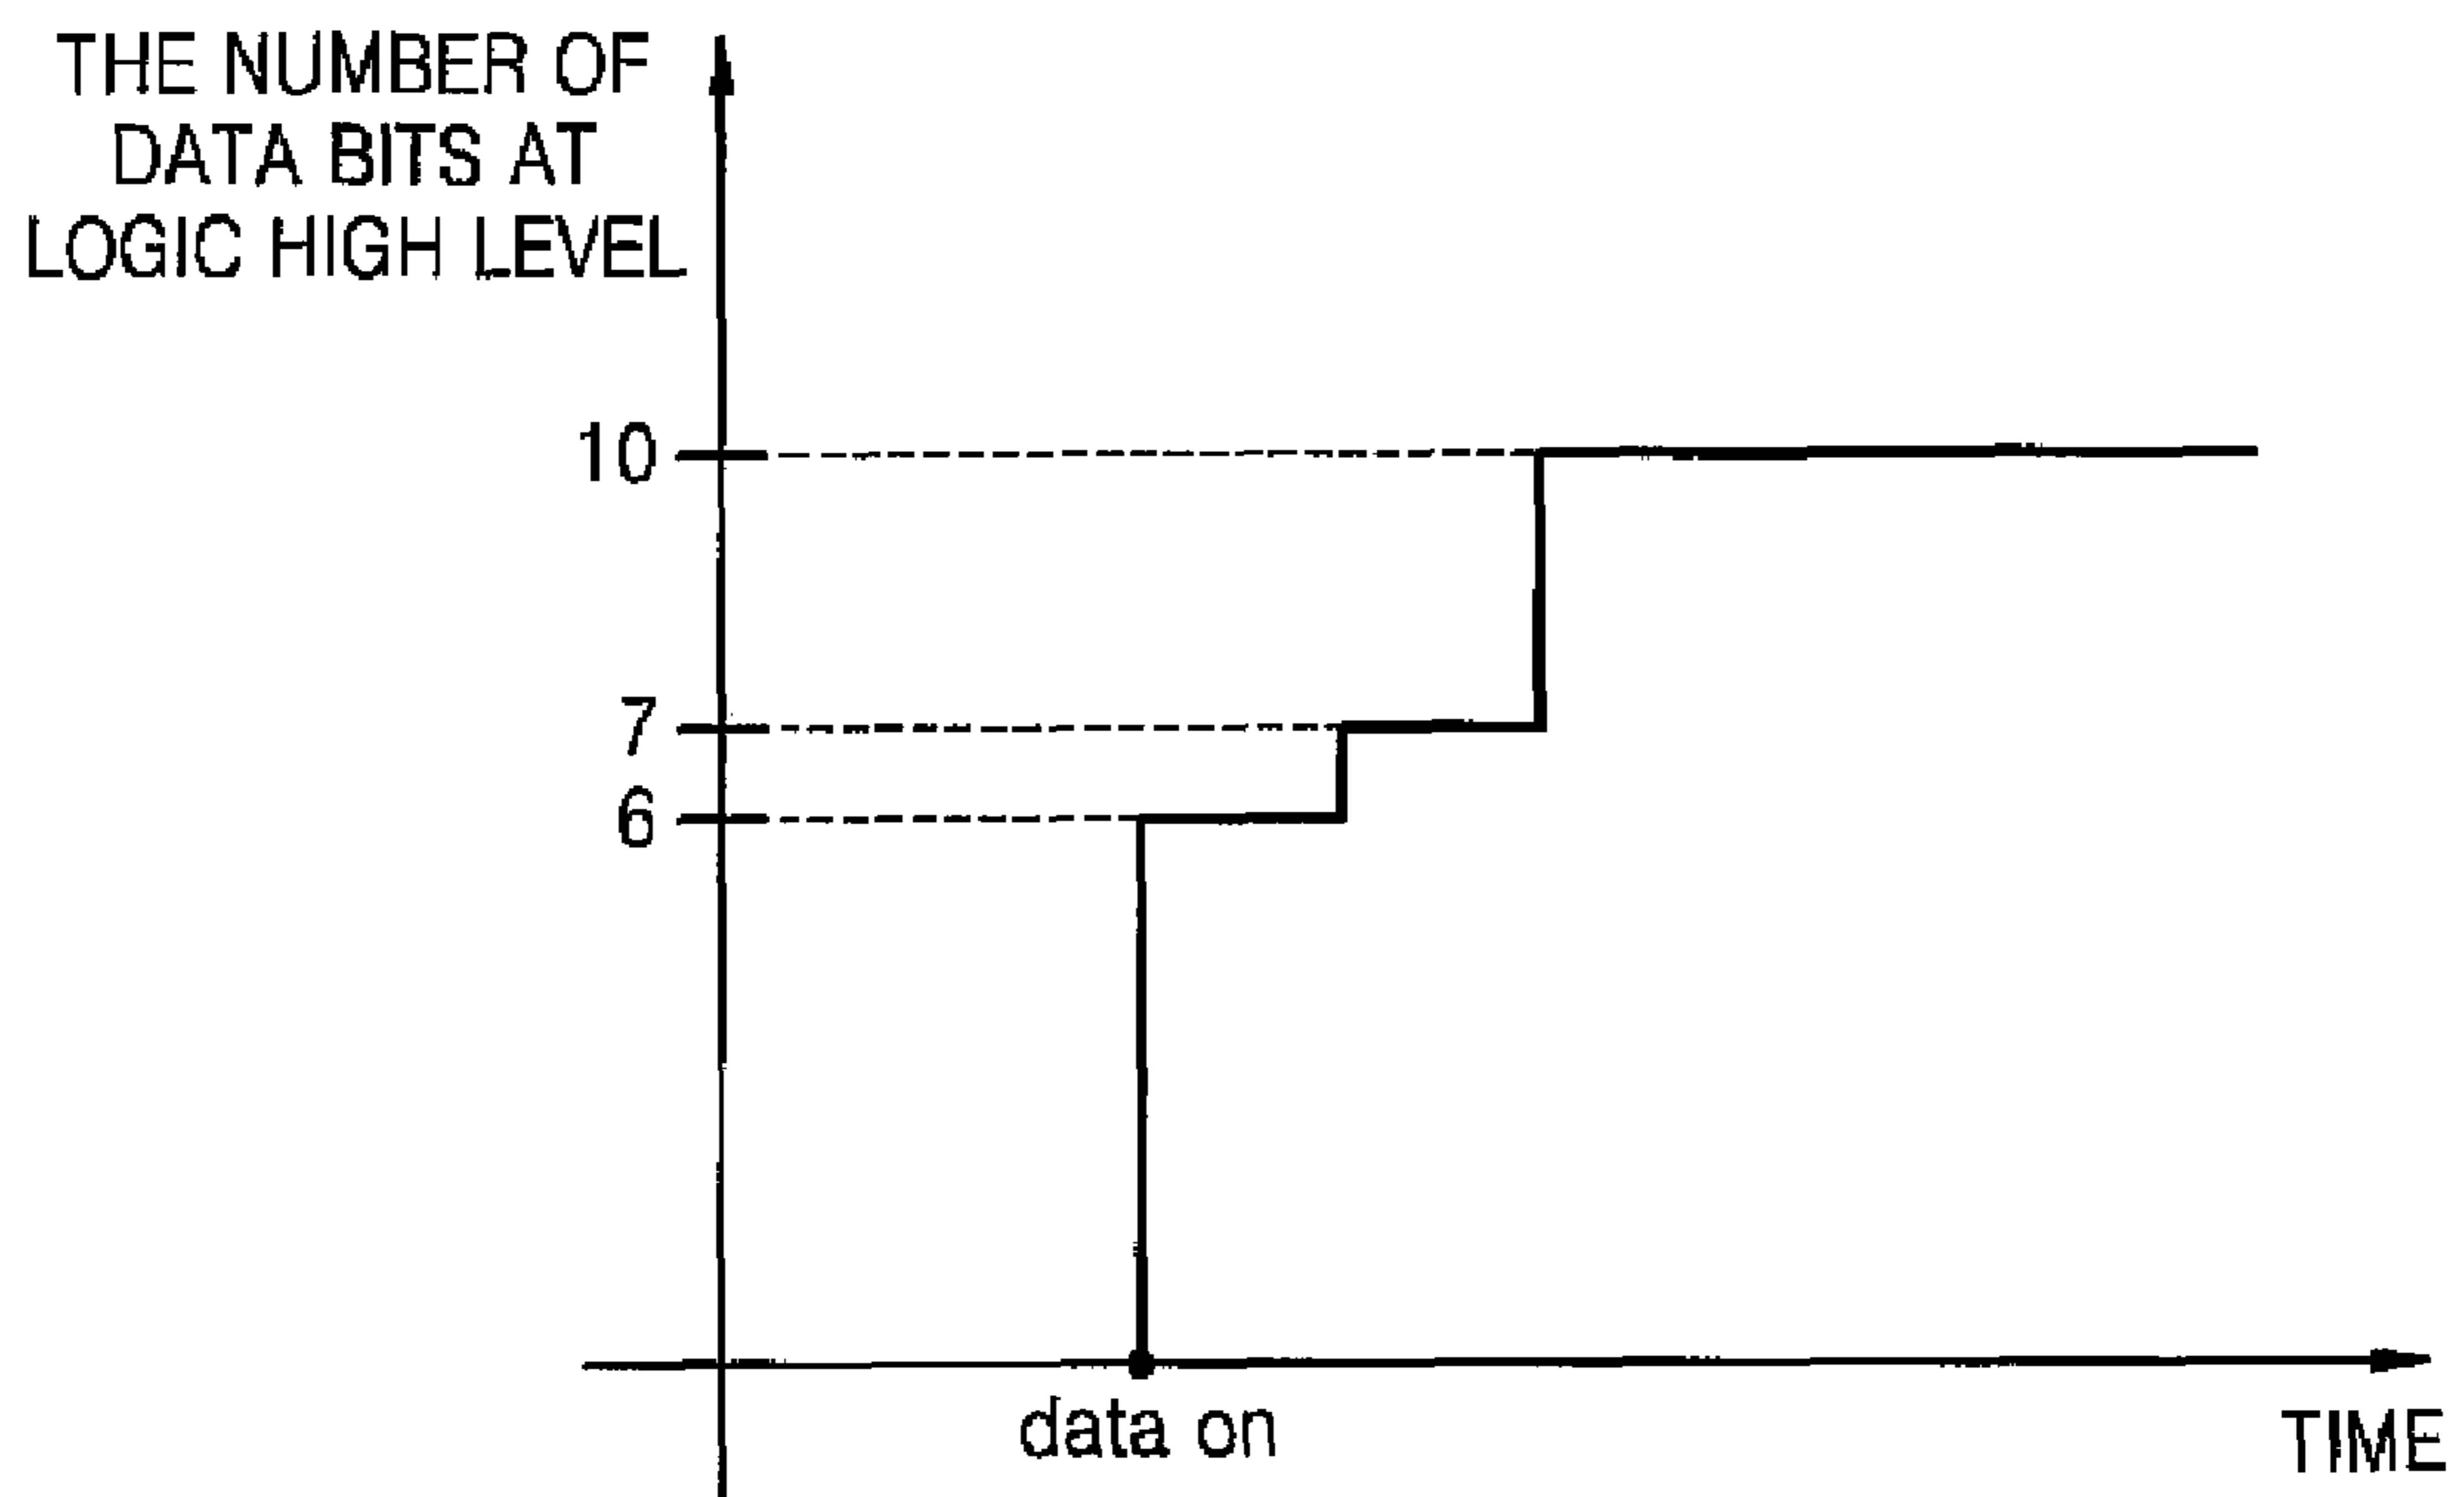 THE NUMBER OF
DATA BITS AT
LOGIC HIGH LEVEL
10
7
6
data on
TIME